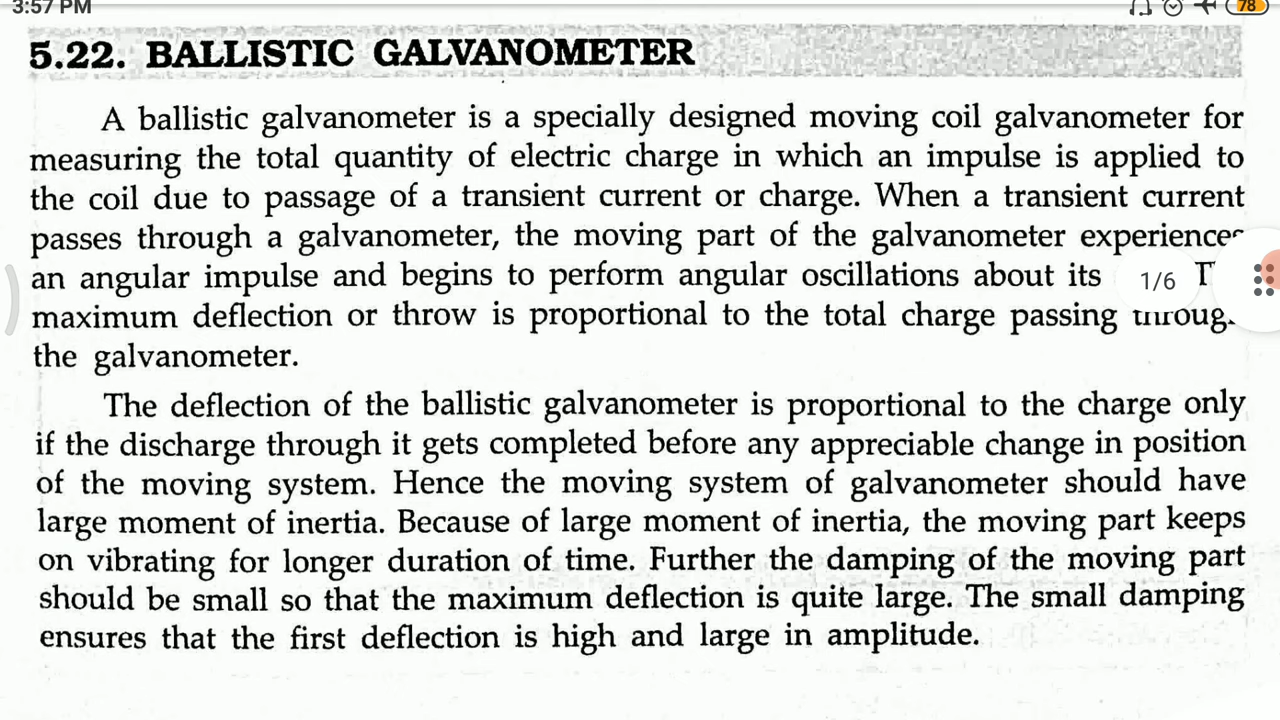 3:57 PM
78
5.22. BALLISTIC GALVANOMETER
A ballistic galvanometer is a specially designed moving coil galvanometer for
measuring the total quantity of electric charge in which an impulse is applied to
the coil due to passage of a transient current or charge. When a transient current
passes through a galvanometer, the moving part of the galvanometer experiences
an angular impulse and begins to perform angular oscillations about its
1/6
maximum deflection or throw is proportional to the total charge passing through
the galvanometer.
The deflection of the ballistic galvanometer is proportional to the charge only
if the discharge through it gets completed before any appreciable change in position
of the moving system. Hence the moving system of galvanometer should have
large moment of inertia. Because of large moment of inertia, the moving part keeps
on vibrating for longer duration of time. Further the damping of the moving part
should be small so that the maximum deflection is quite large. The small damping
ensures that the first deflection is high and large in amplitude.